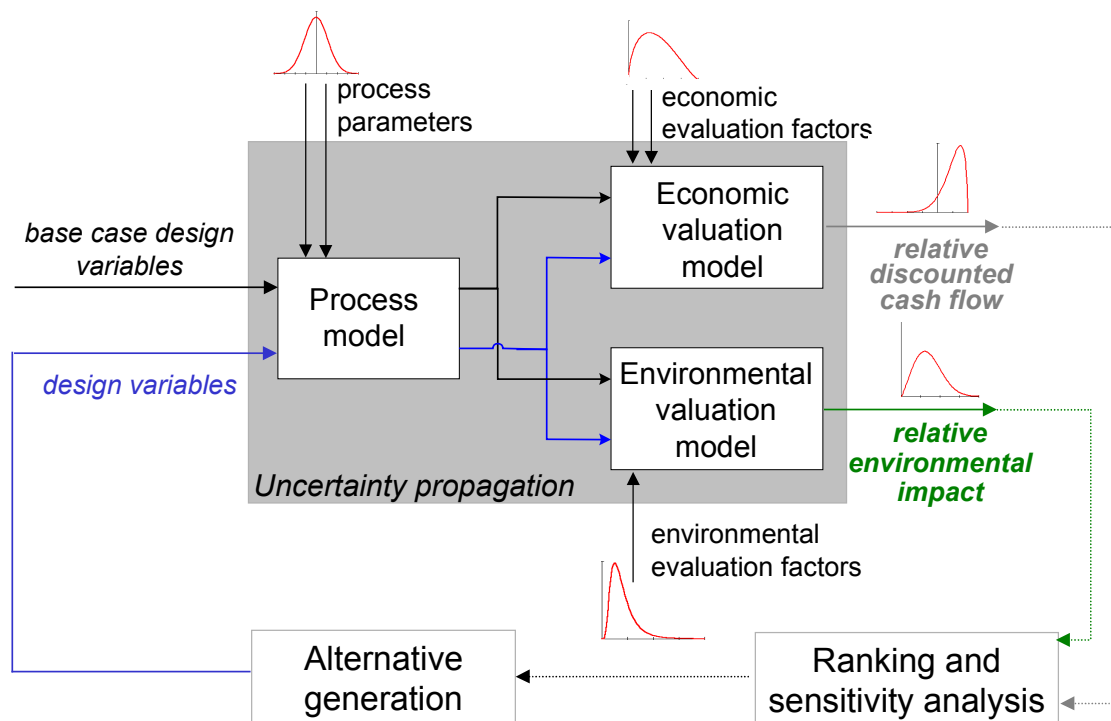 process
parameters
economic
evaluation factors
base case design
variables
Process
model
Economic
valuation
model
relative
discounted
cash flow
design variables
Environmental
valuation
model
relative
environmental
impact
Uncertainty propagation
environmental
evaluation factors
Alternative
generation
Ranking and
sensitivity analysis